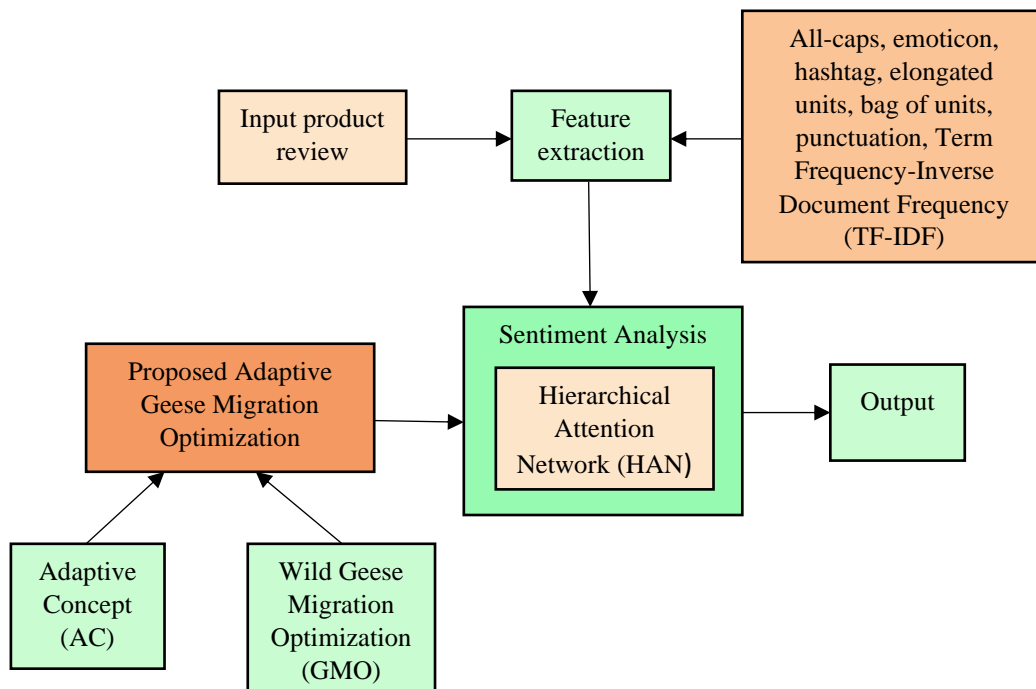 Input product
review
Feature
extraction
All-caps, emoticon,
hashtag, elongated
units, bag of units,
punctuation, Term
Frequency-Inverse
Document Frequency
(TF-IDF)
Sentiment Analysis
Hierarchical
Attention
Network (HAN)
Proposed Adaptive
Geese Migration
Optimization
Output
Adaptive
Concept
(AC)
Wild Geese
Migration
Optimization
(GMO)